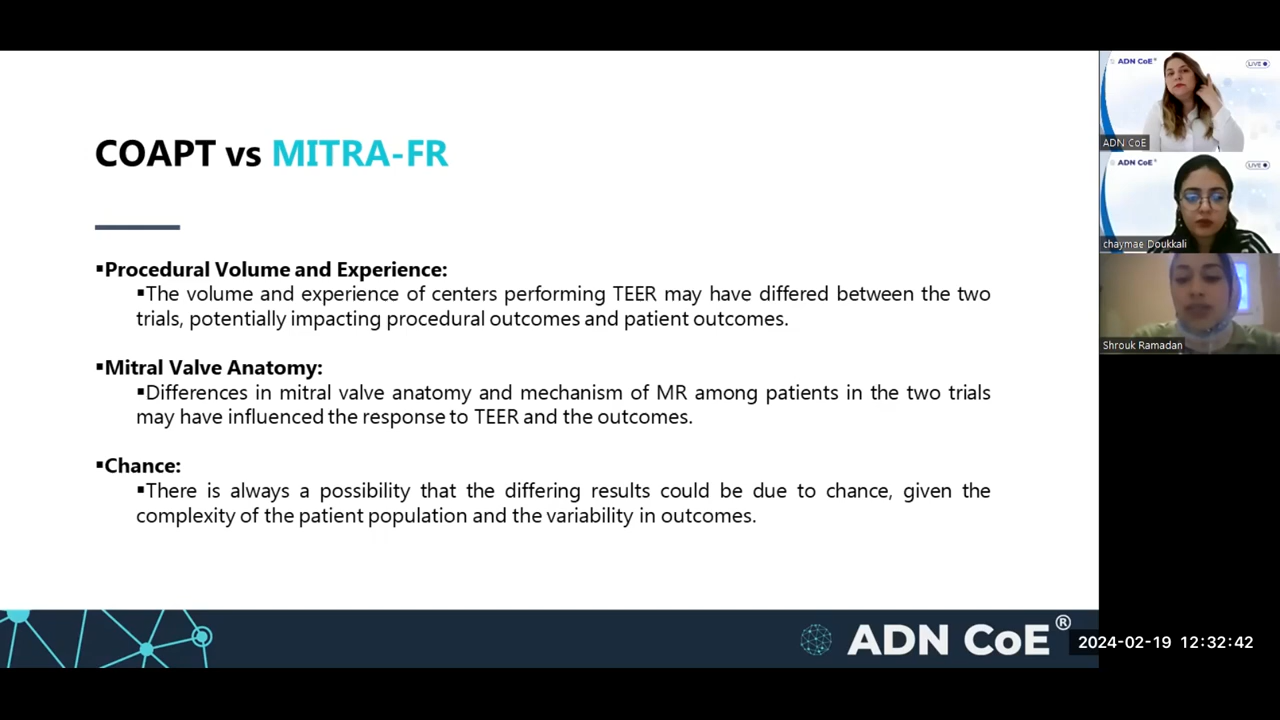 COAPT vs MITRA-FR
▪Procedural Volume and Experience:
▪The volume and experience of centers performing TEER may have differed between the two
trials, potentially impacting procedural outcomes and patient outcomes.
▪Mitral Valve Anatomy:
▪Differences in mitral valve anatomy and mechanism of MR among patients in the two trials
may have influenced the response to TEER and the outcomes.
▪Chance:
▪There is always a possibility that the differing results could be due to chance, given the
complexity of the patient population and the variability in outcomes.
ADN CoE®
ADN CoE®
LIVE
ADN CoE
ADN CoE®
LIVE
chaymae Doukkali
Shrouk Ramadan
2024-02-19 12:32:42